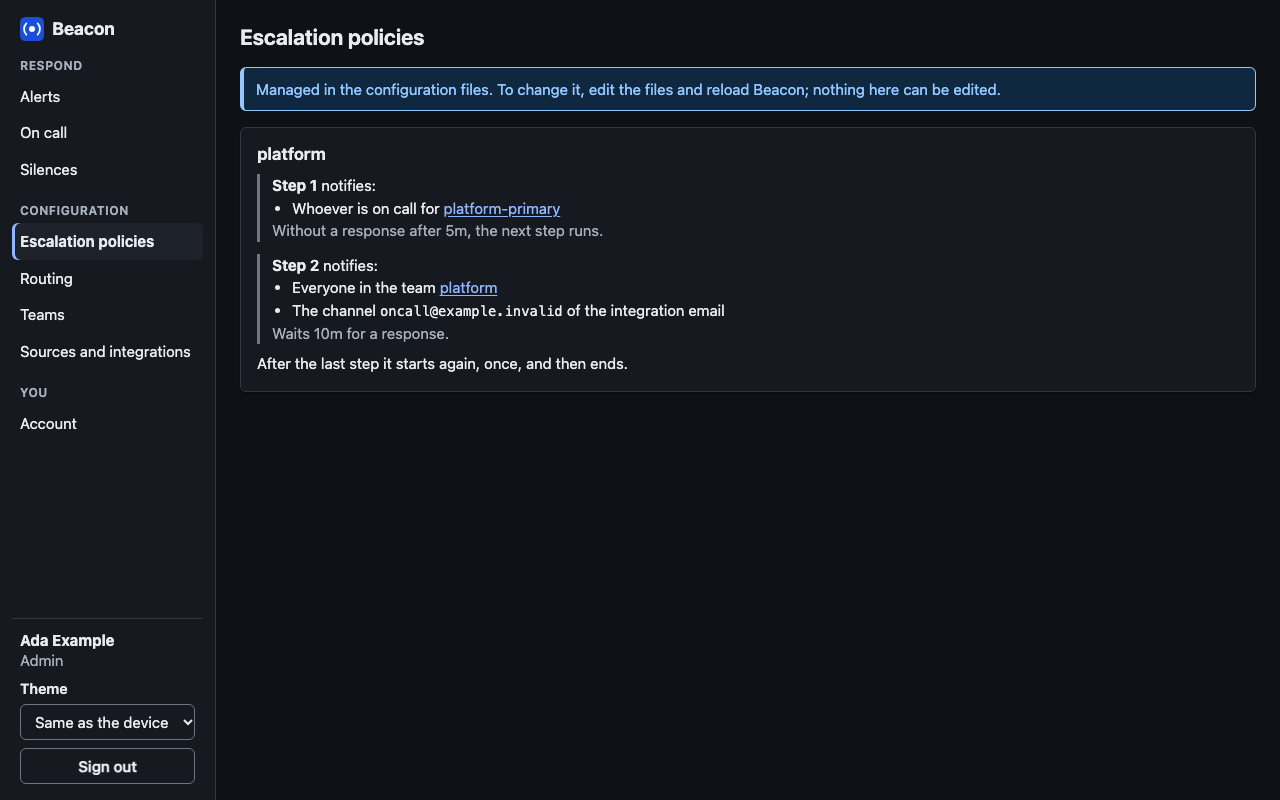 Beacon
RESPOND
Alerts
On call
Silences
CONFIGURATION
Escalation policies
Routing
Teams
Sources and integrations
YOU
Account
Ada Example
Admin
Theme
Same as the device
Sign out
Escalation policies
Managed in the configuration files. To change it, edit the files and reload Beacon; nothing here can be edited.
platform
Step 1 notifies:
• Whoever is on call for platform-primary
Without a response after 5m, the next step runs.
Step 2 notifies:
• Everyone in the team platform
• The channel oncall@example.invalid of the integration email
Waits 10m for a response.
After the last step it starts again, once, and then ends.